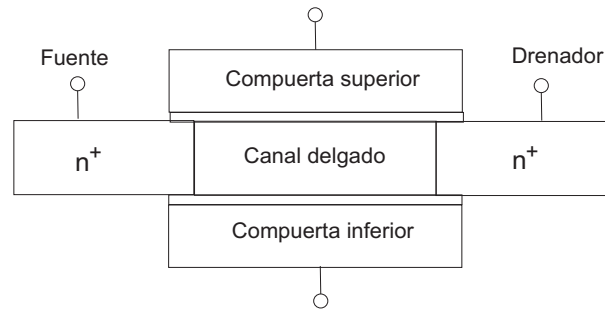 Fuente
Compuerta superior
Drenador
n+
Canal delgado
n+
Compuerta inferior